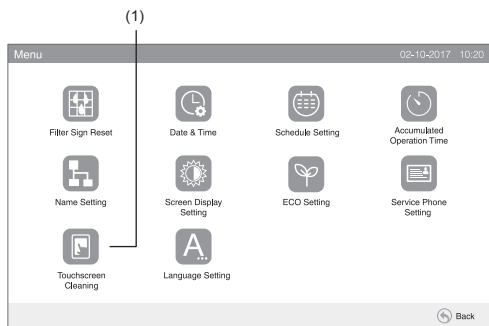 (1)
Menu 02-10-2017 10:20
Filter Sign Reset Date & Time Schedule Setting Accumulated
Operation Time
Name Setting Screen Display
Setting ECO Setting Service Phone
Setting
Touchscreen
Cleaning A... Language Setting
Back